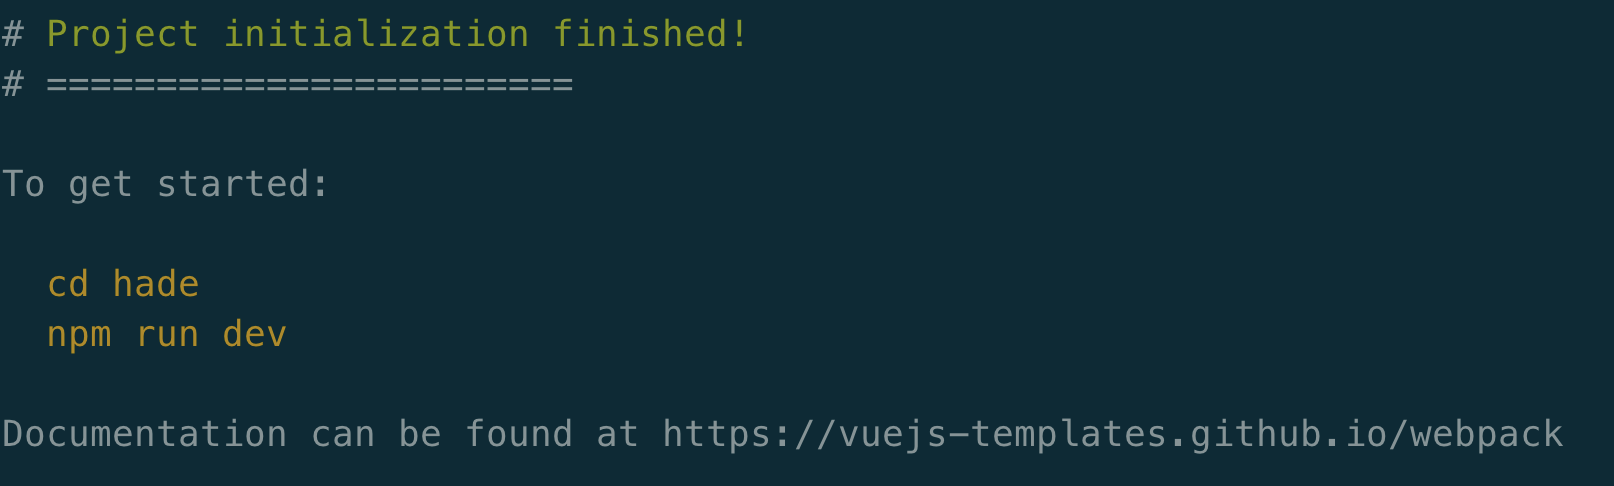 # Project initialization finished!
# ========================
To get started:
cd hade
npm run dev
Documentation can be found at https://vuejs-templates.github.io/webpack